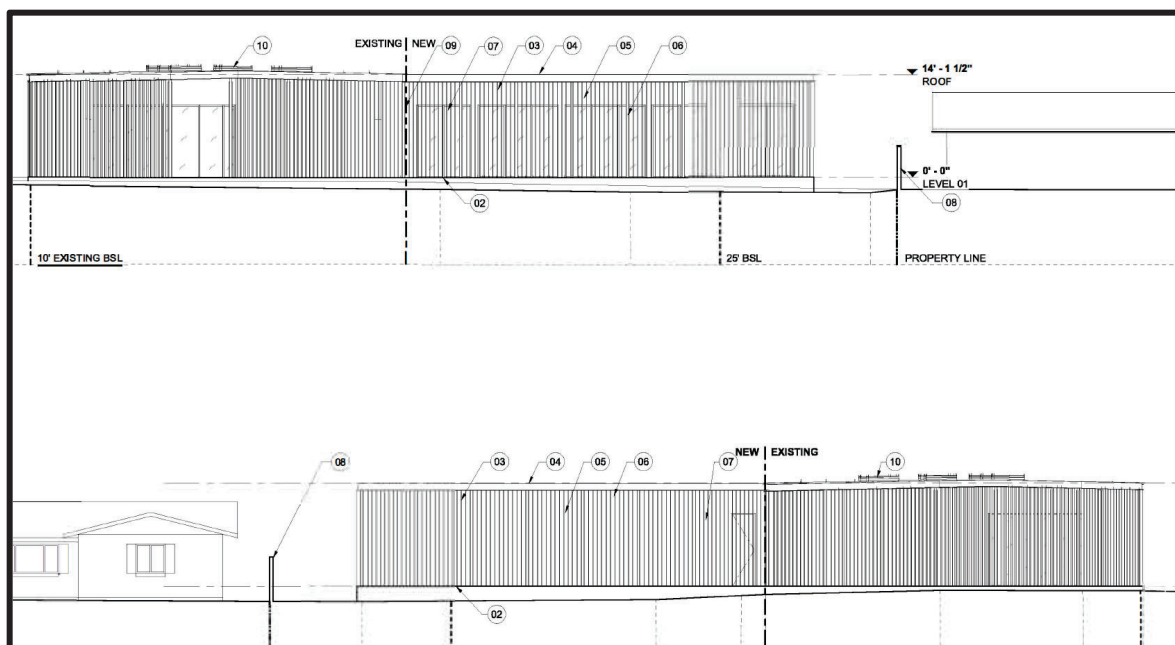 10
EXISTING NEW
09
07
03
04
05
06
14' - 1 1/2"
ROOF
0' - 0"
LEVEL 01
02
08
10' EXISTING BSL
25' BSL
PROPERTY LINE
08
03
04
05
06
07
NEW EXISTING
10
02